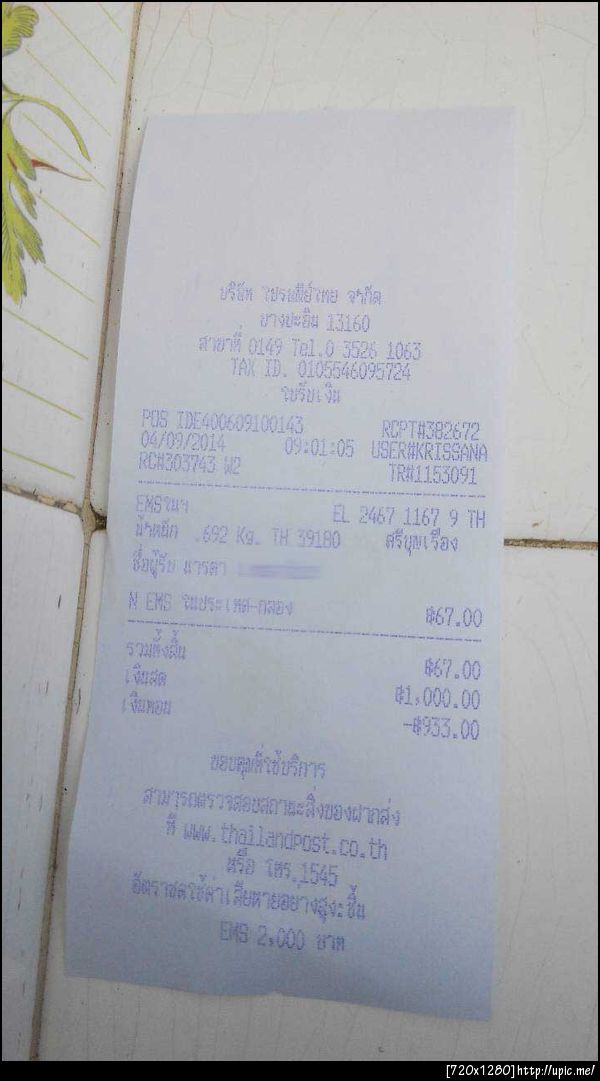 บริษัท ไปรษณีย์ไทย จำกัด
บางปะอิน 13160
สาขาที่ 0149 Tel.0 3526 1063
TAX ID. 0105546095724
ใบรับเงิน
POS IDE400609100143 RCPT#382672
04/09/2014 09:01:05 USER#KRISSANA
RC#303743 W2 TR#1153091
EMSในฯ EL 2467 1167 9 TH
น้ำหนัก .692 Kg. TH 39180 ศรีบุญเรือง
ชื่อผู้รับ มารดา
N EMS ในประเทศ-กล่อง ฿67.00
รวมทั้งสิ้น ฿67.00
เงินสด ฿1,000.00
เงินทอน -฿933.00
ขอบคุณที่ใช้บริการ
สามารถตรวจสอบสถานะสิ่งของฝากส่ง
ที่ www.thailandpost.co.th
หรือ โทร.1545
อัตราชดใช้ค่าเสียหายอย่างสูง:ชิ้น
EMS 2,000 บาท
[720x1280]http://upic.me/